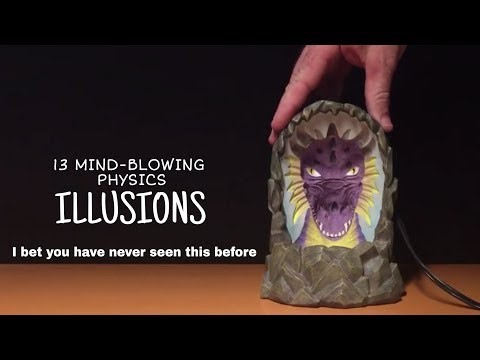 13 MIND-BLOWING
PHYSICS
ILLUSIONS
I bet you have never seen this before